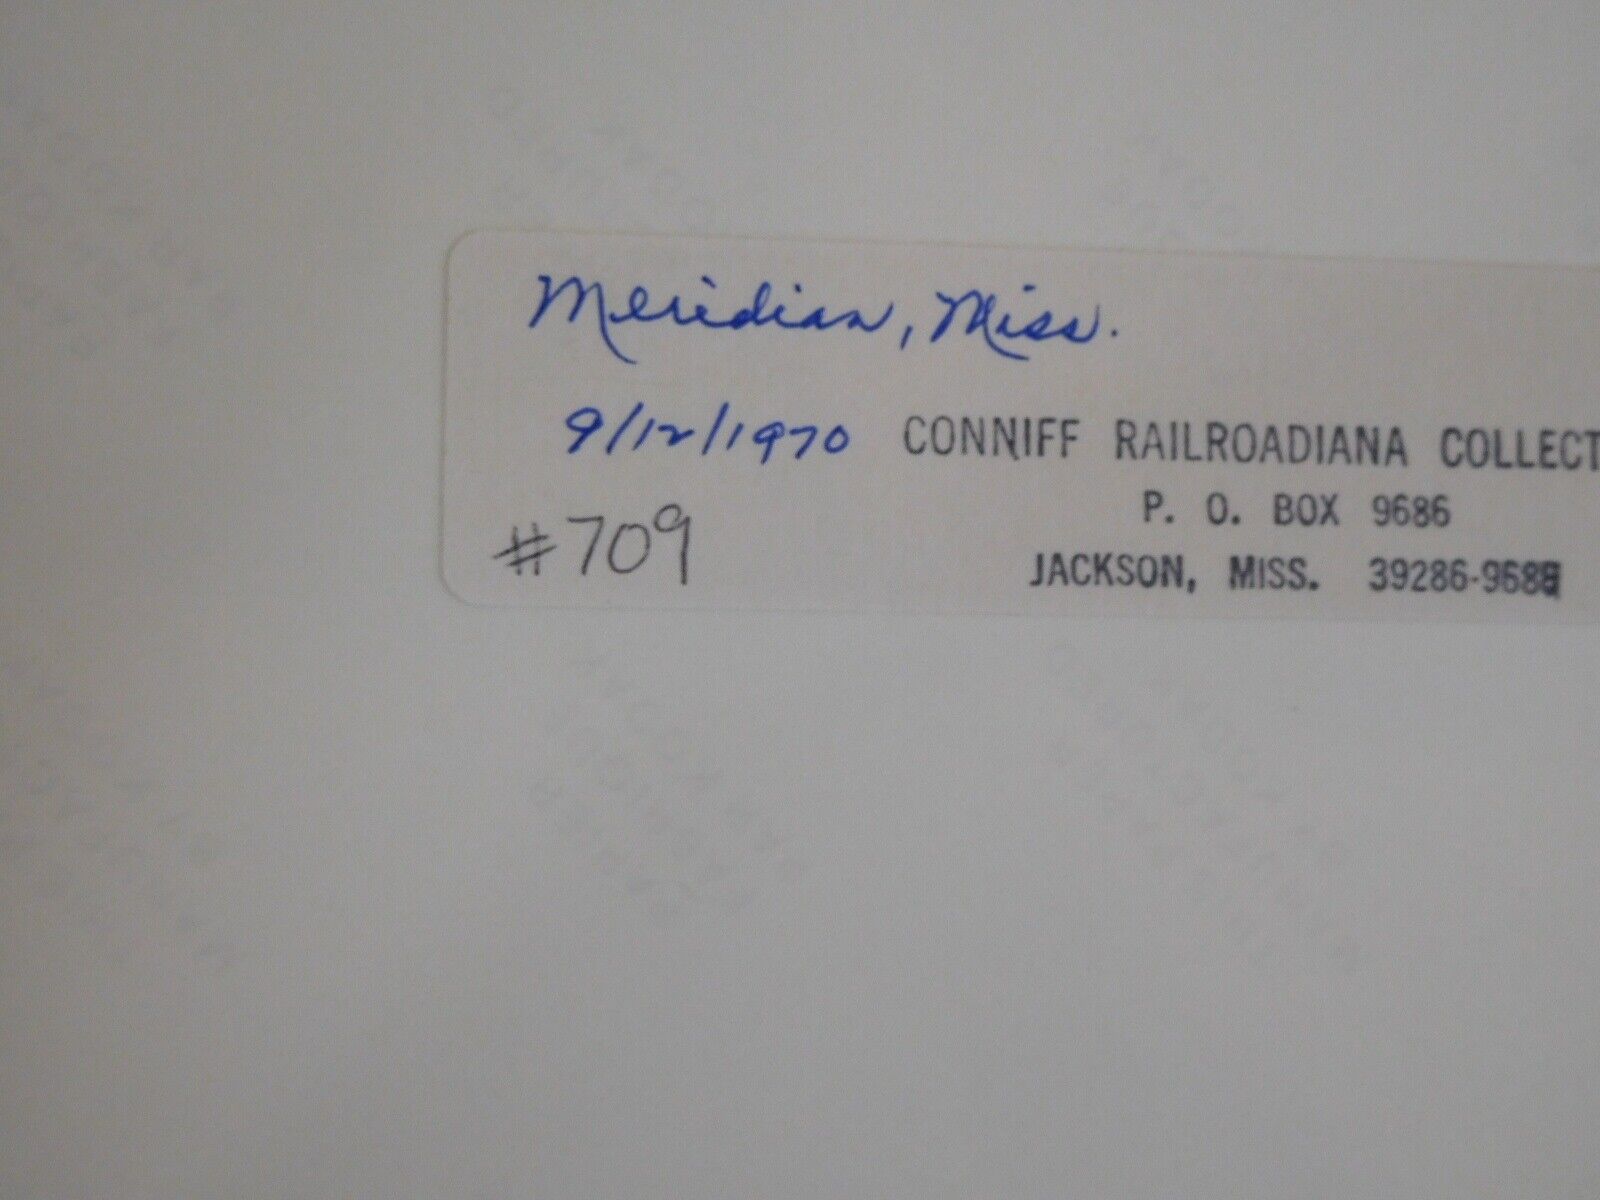 Meridian, Miss.
9/12/1970 CONNIFF RAILROADIANA COLLECT
P. O. BOX 9686
#709 JACKSON, MISS. 39286-9686